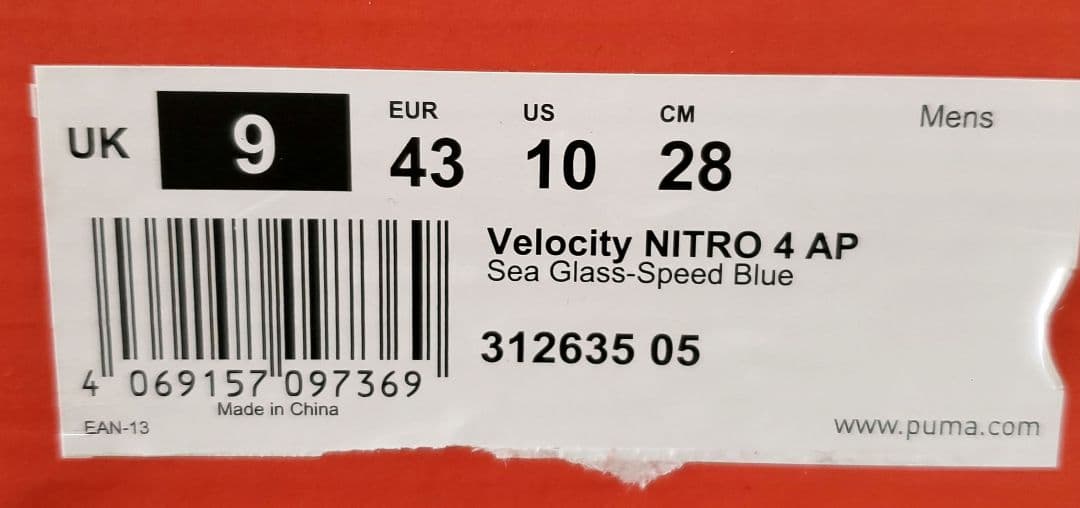 UK 9
EUR US CM
43 10 28
Mens
Velocity NITRO 4 AP
Sea Glass-Speed Blue
312635 05
4 069157 097369
Made in China
EAN-13
www.puma.com